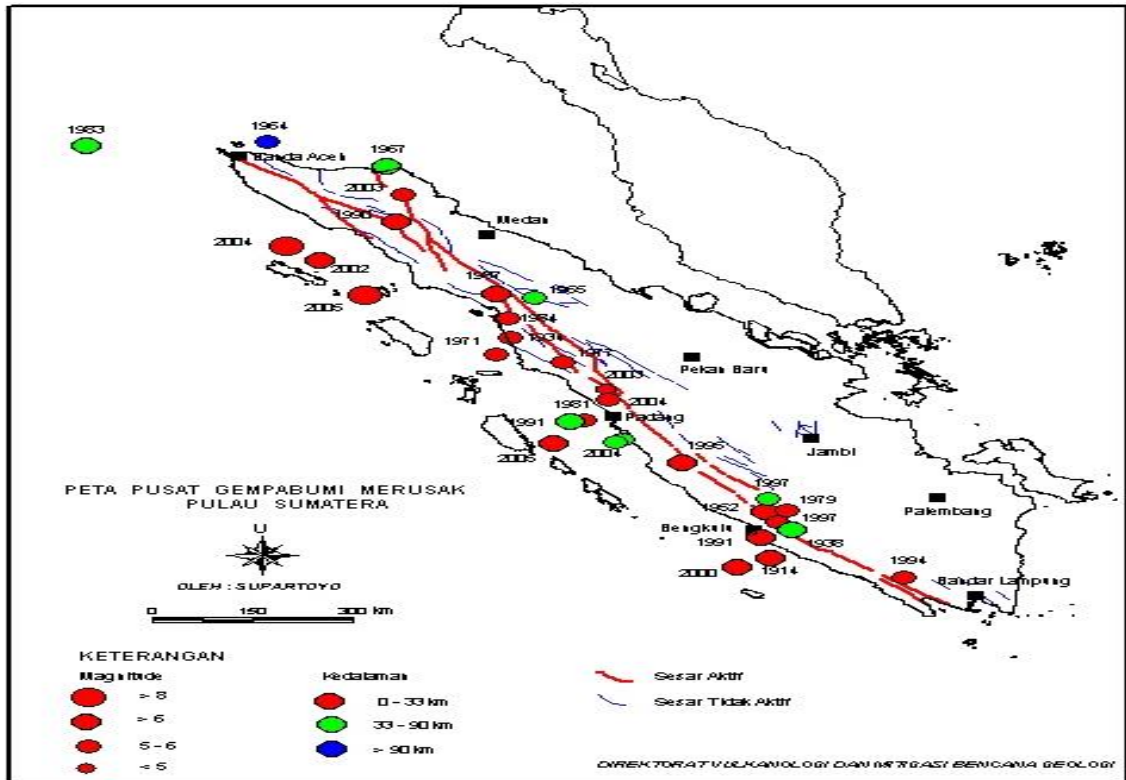 1983
1964
Banda Aceh
1967
2003
1990
Medan
2004
2002
2005
1987
1965
1984
1934
1971
1977
Pekan Baru
2003
2004
1981
Padang
1991
2005
2004
1995
Jambi
PETA PUSAT GEMPABUMI MERUSAK
PULAU SUMATERA
U
OLEH : SUPARTOYO
0 150 300 km
1997
1979
1952
1997
Palembang
Bengkulu
1991
1938
2000
1914
1994
Bandar Lampung
KETERANGAN
Magnitude
> 8
> 6
5 - 6
< 5
Kedalaman
0 - 33 km
33 - 90 km
> 90 km
Sesar Aktif
Sesar Tidak Aktif
DIREKTORAT VULKANOLOGI DAN MITIGASI BENCANA GEOLOGI